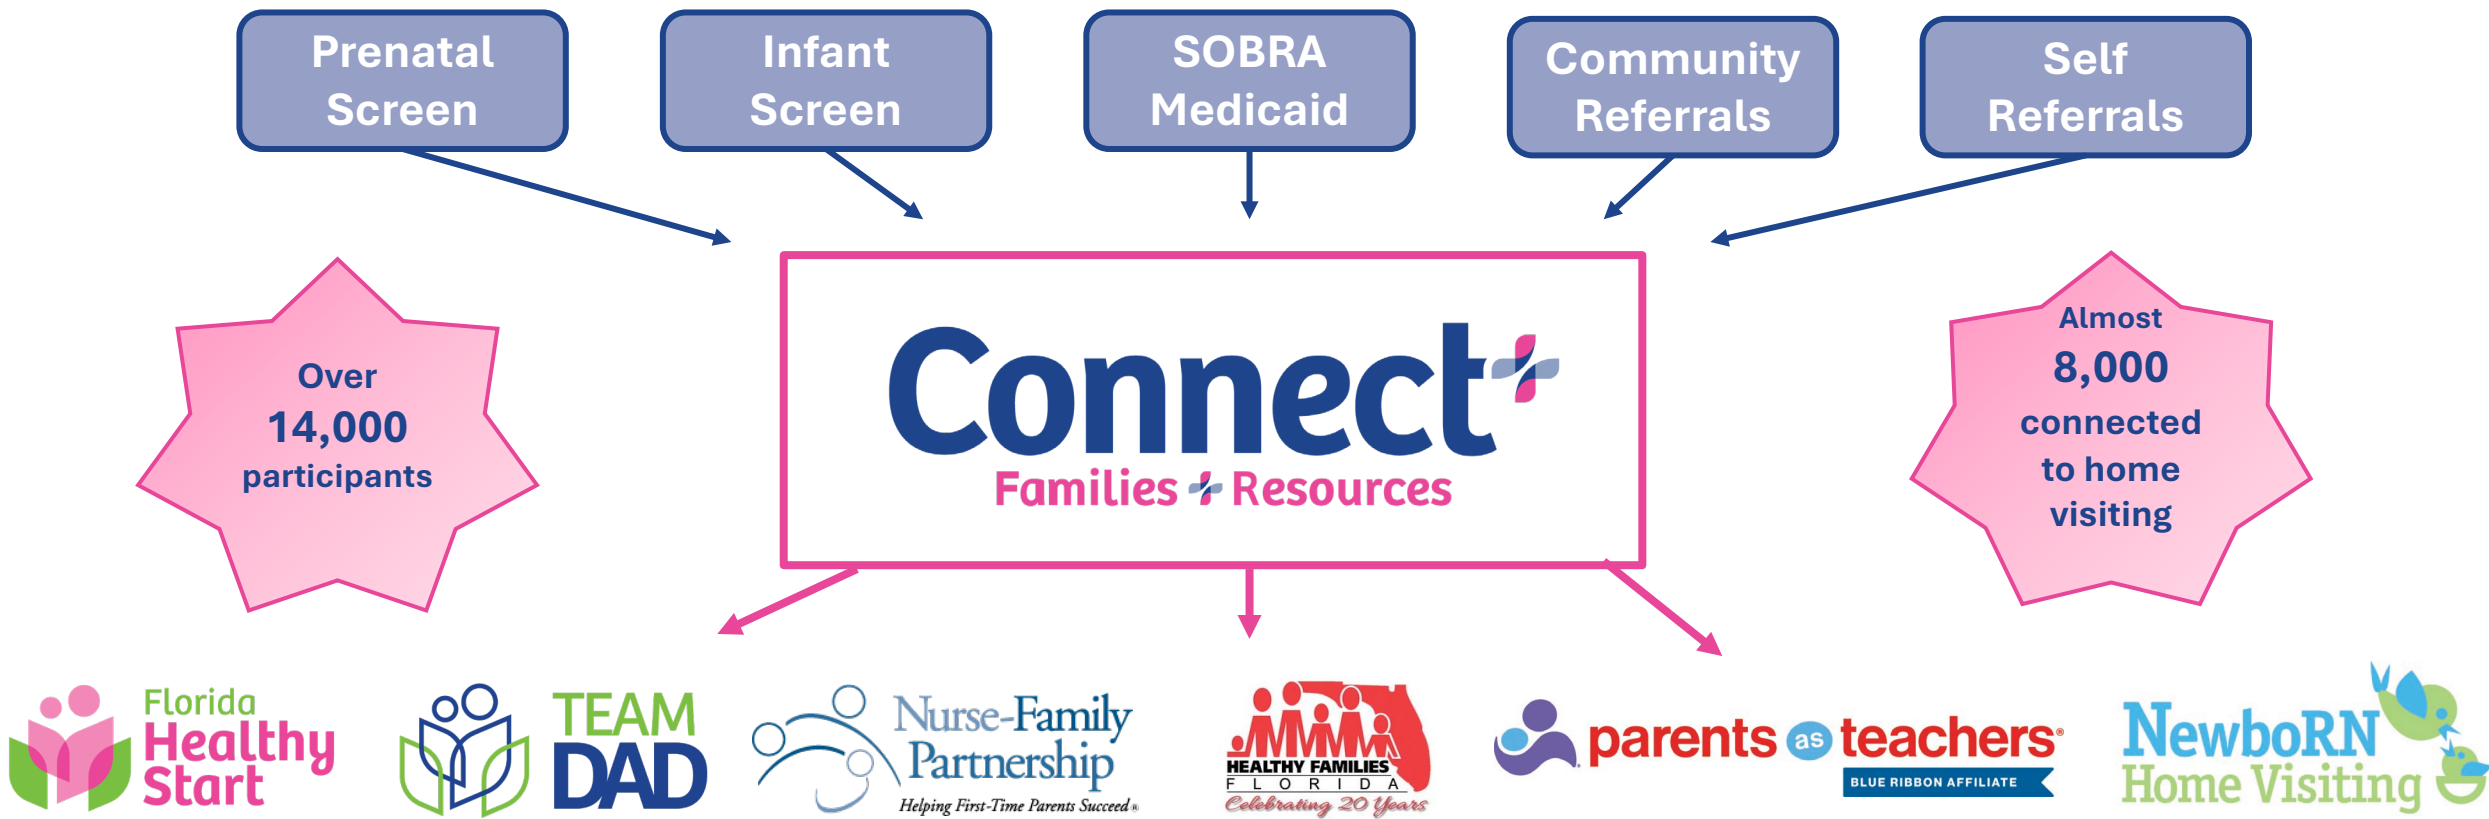 Prenatal
Screen
Infant
Screen
SOBRA
Medicaid
Community
Referrals
Self
Referrals
Over
14,000
participants
Connect
Families Resources
Almost
8,000
connected
to home
visiting
Florida
Healthy
Start
TEAM
DAD
Nurse-Family
Partnership
Helping First-Time Parents Succeed®
HEALTHY FAMILIES
FLORIDA
Celebrating 20 Years
parents as teachers®
BLUE RIBBON AFFILIATE
NewboRN
Home Visiting